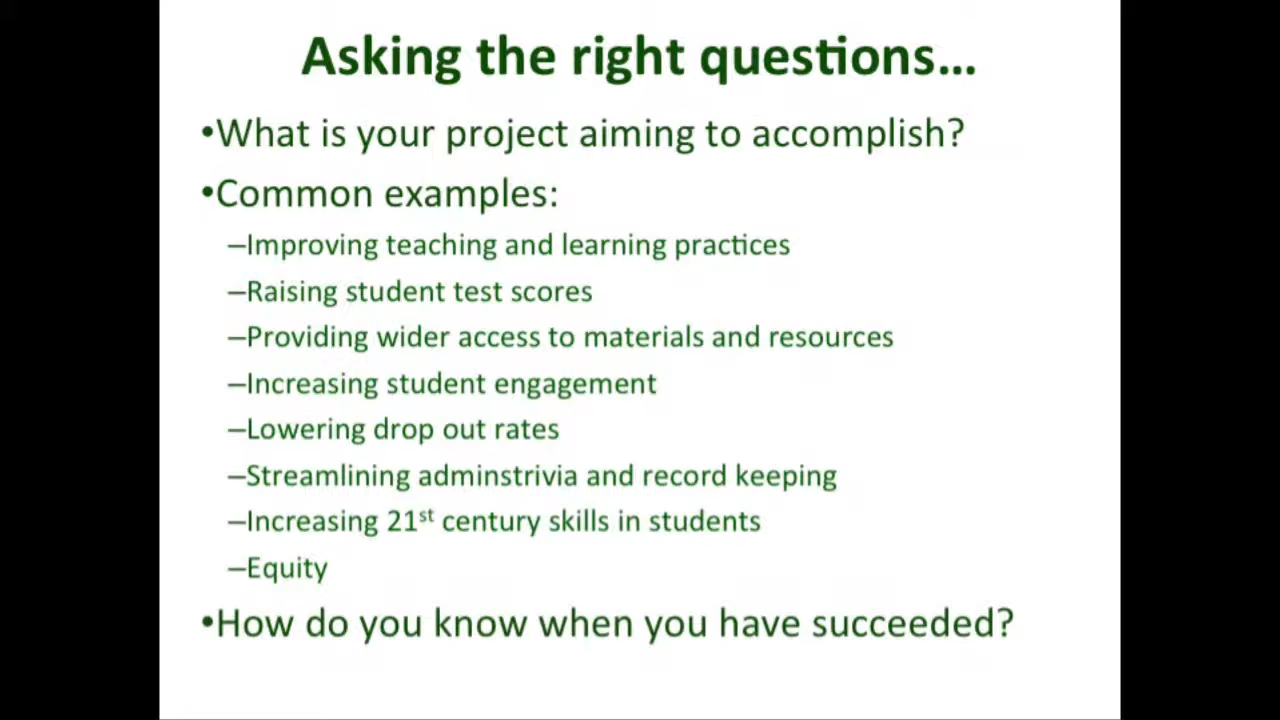 Asking the right questions...
•What is your project aiming to accomplish?
•Common examples:
–Improving teaching and learning practices
–Raising student test scores
–Providing wider access to materials and resources
–Increasing student engagement
–Lowering drop out rates
–Streamlining adminstrivia and record keeping
–Increasing 21st century skills in students
–Equity
•How do you know when you have succeeded?